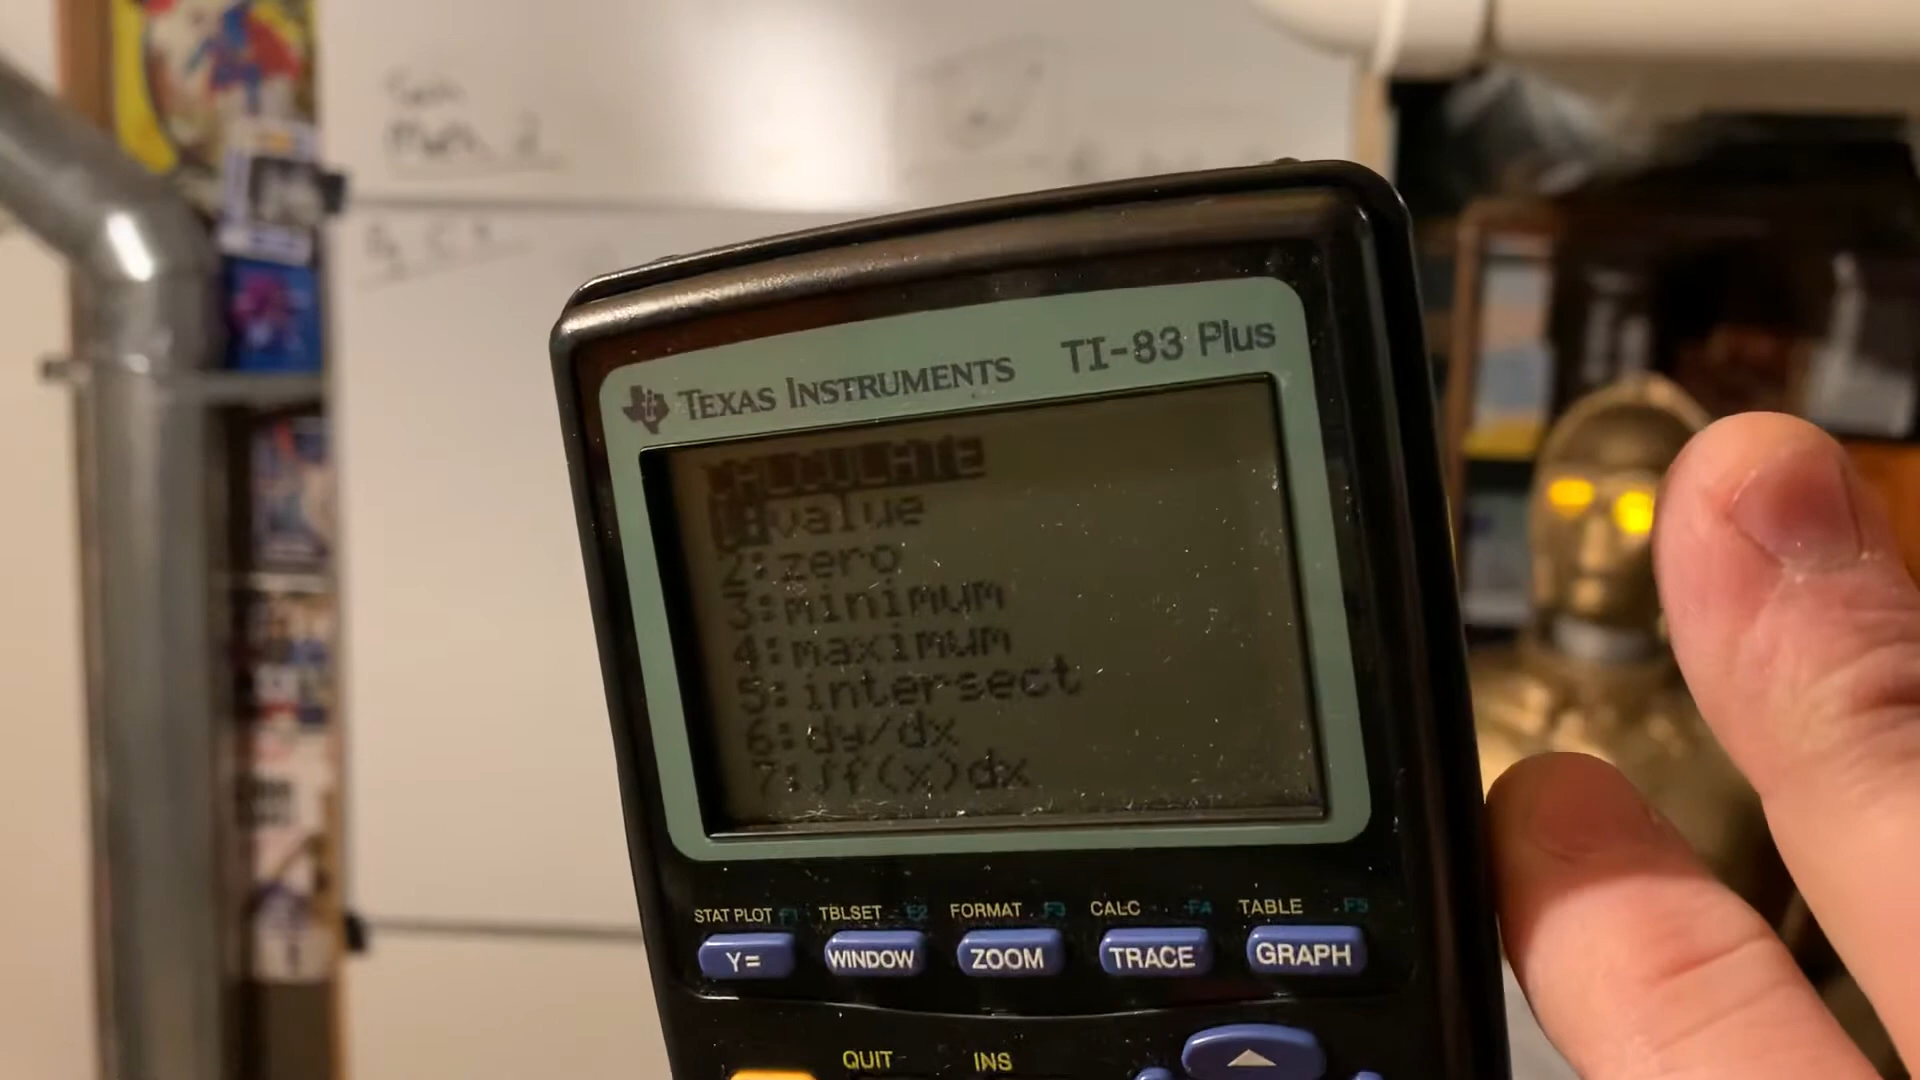 TEXAS INSTRUMENTS TI-83 Plus
CALCULATE
1:value
2:zero
3:minimum
4:maximum
5:intersect
6:dy/dx
7:∫f(x)dx
STAT PLOT F1 TBLSET F2 FORMAT F3 CALC F4 TABLE F5
Y= WINDOW ZOOM TRACE GRAPH
QUIT INS